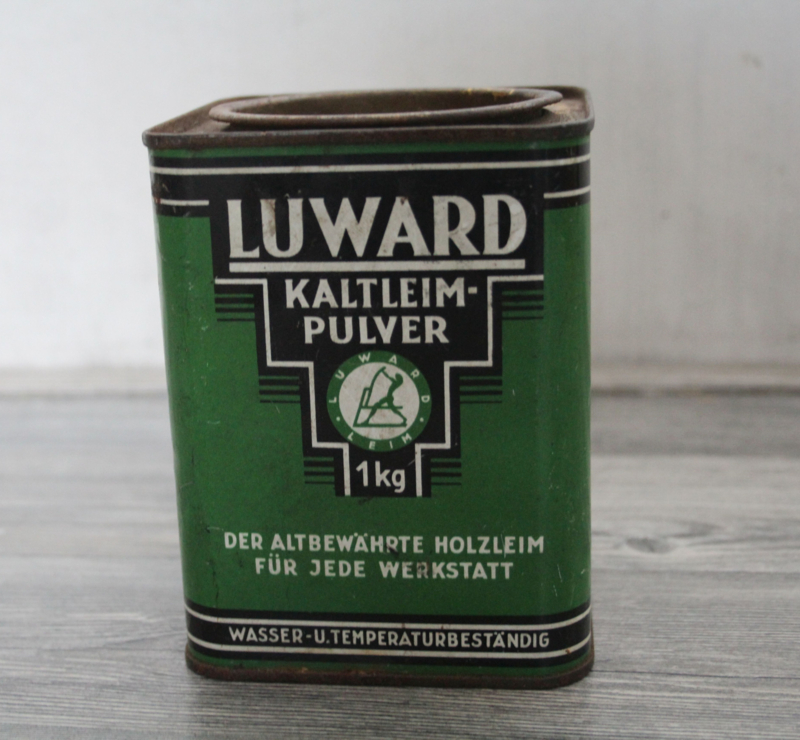 LUWARD
KALTLEIM-
PULVER
LUWARD
· LEIM ·
1kg
DER ALTBEWÄHRTE HOLZLEIM
FÜR JEDE WERKSTATT
WASSER-U.TEMPERATURBESTÄNDIG